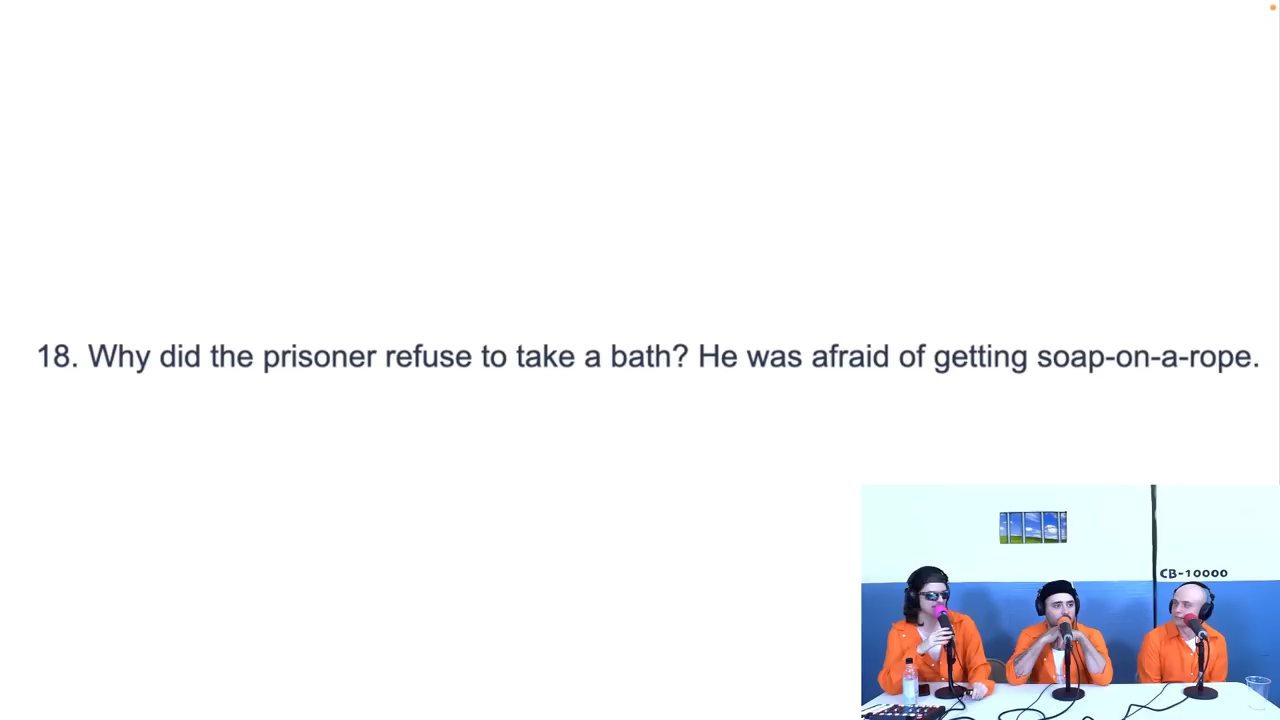 18. Why did the prisoner refuse to take a bath? He was afraid of getting soap-on-a-rope.
CB-10000